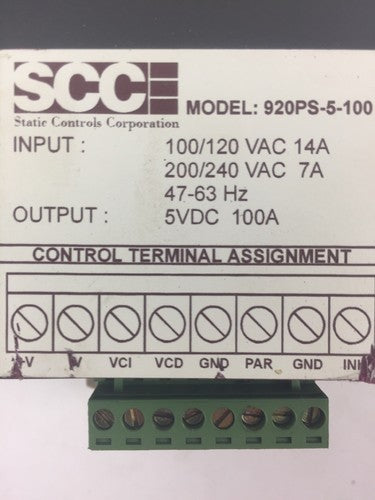 SCC
Static Controls Corporation
MODEL: 920PS-5-100
INPUT : 100/120 VAC 14A
200/240 VAC 7A
47-63 Hz
OUTPUT : 5VDC 100A
CONTROL TERMINAL ASSIGNMENT
+V -V VCI VCD GND PAR GND INH